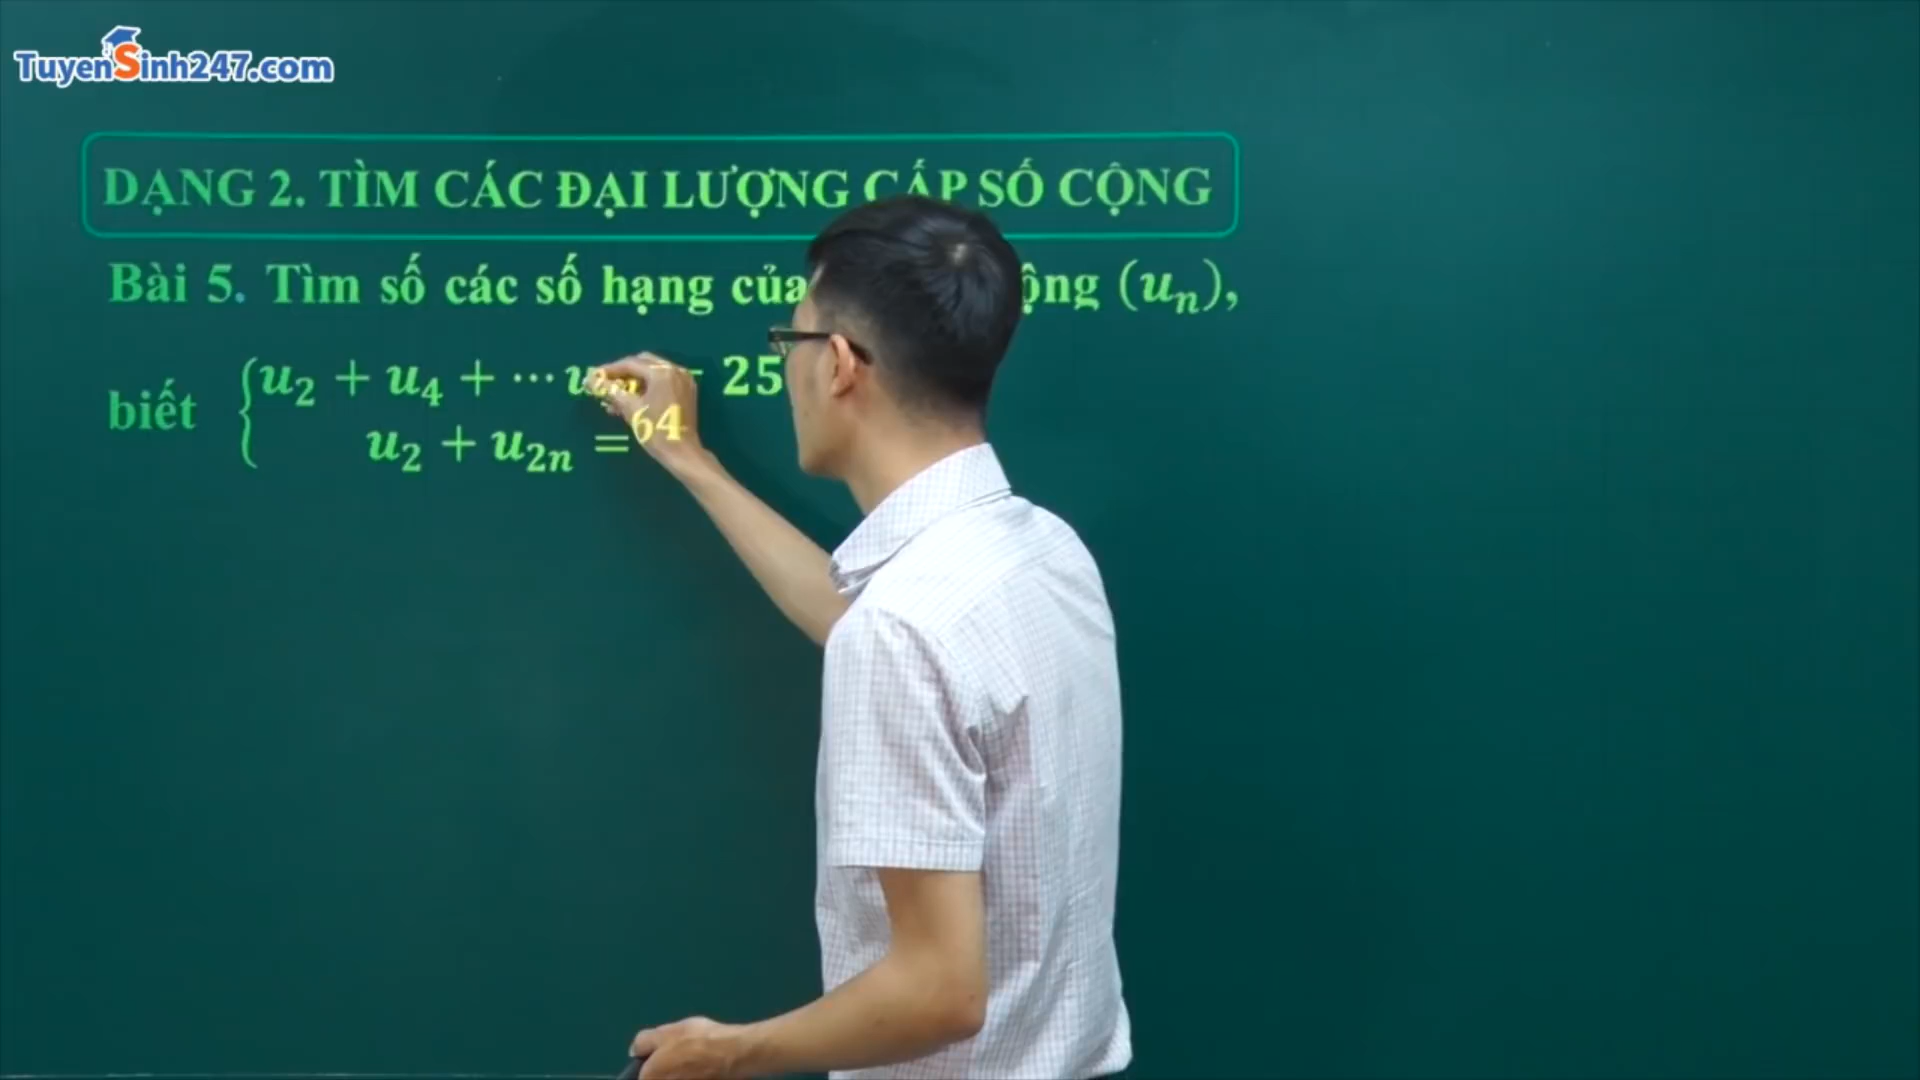 TuyenSinh247.com
DẠNG 2. TÌM CÁC ĐẠI LƯỢNG CẤP SỐ CỘNG
Bài 5. Tìm số các số hạng của ộng (uₙ),
biết { u₂ + u₄ + ⋯ u₂ₙ = 25
u₂ + u₂ₙ = 64